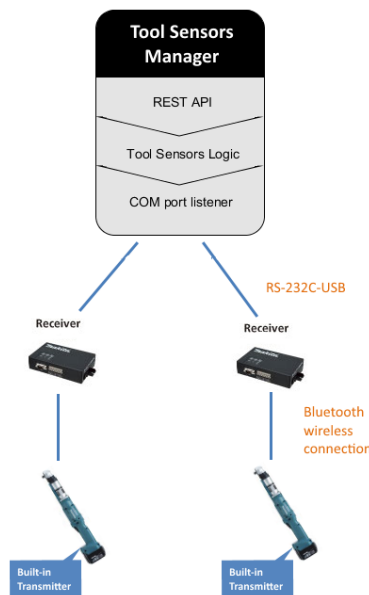 Tool Sensors
Manager
REST API
Tool Sensors Logic
COM port listener
RS-232C-USB
Receiver
Receiver
Bluetooth
wireless
connection
Built-in
Transmitter
Built-in
Transmitter